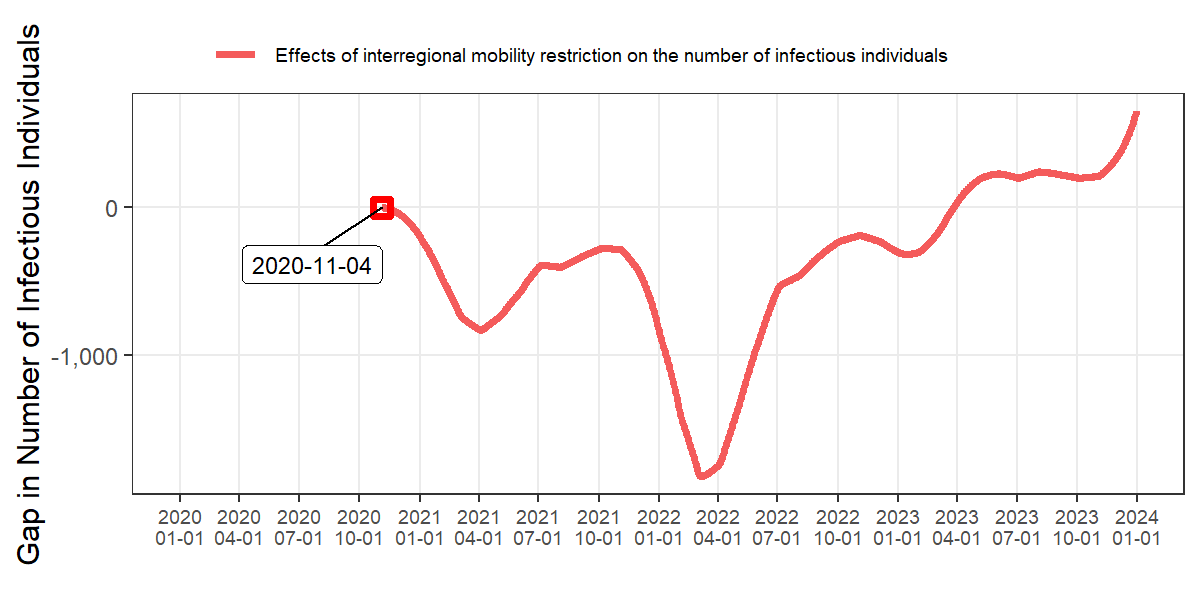 Effects of interregional mobility restriction on the number of infectious individuals
Gap in Number of Infectious Individuals
0
-1,000
2020-11-04
2020 2020 2020 2020 2021 2021 2021 2021 2022 2022 2022 2022 2023 2023 2023 2023 2024
01-01 04-01 07-01 10-01 01-01 04-01 07-01 10-01 01-01 04-01 07-01 10-01 01-01 04-01 07-01 10-01 01-01